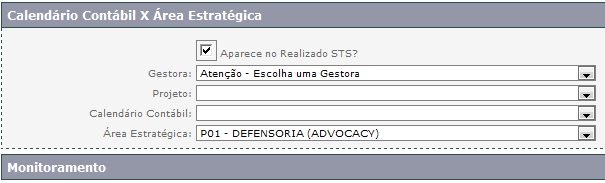 Calendário Contábil X Área Estratégica
Aparece no Realizado STS?
Gestora: Atenção - Escolha uma Gestora
Projeto:
Calendário Contábil:
Área Estratégica: P01 - DEFENSORIA (ADVOCACY)
Monitoramento